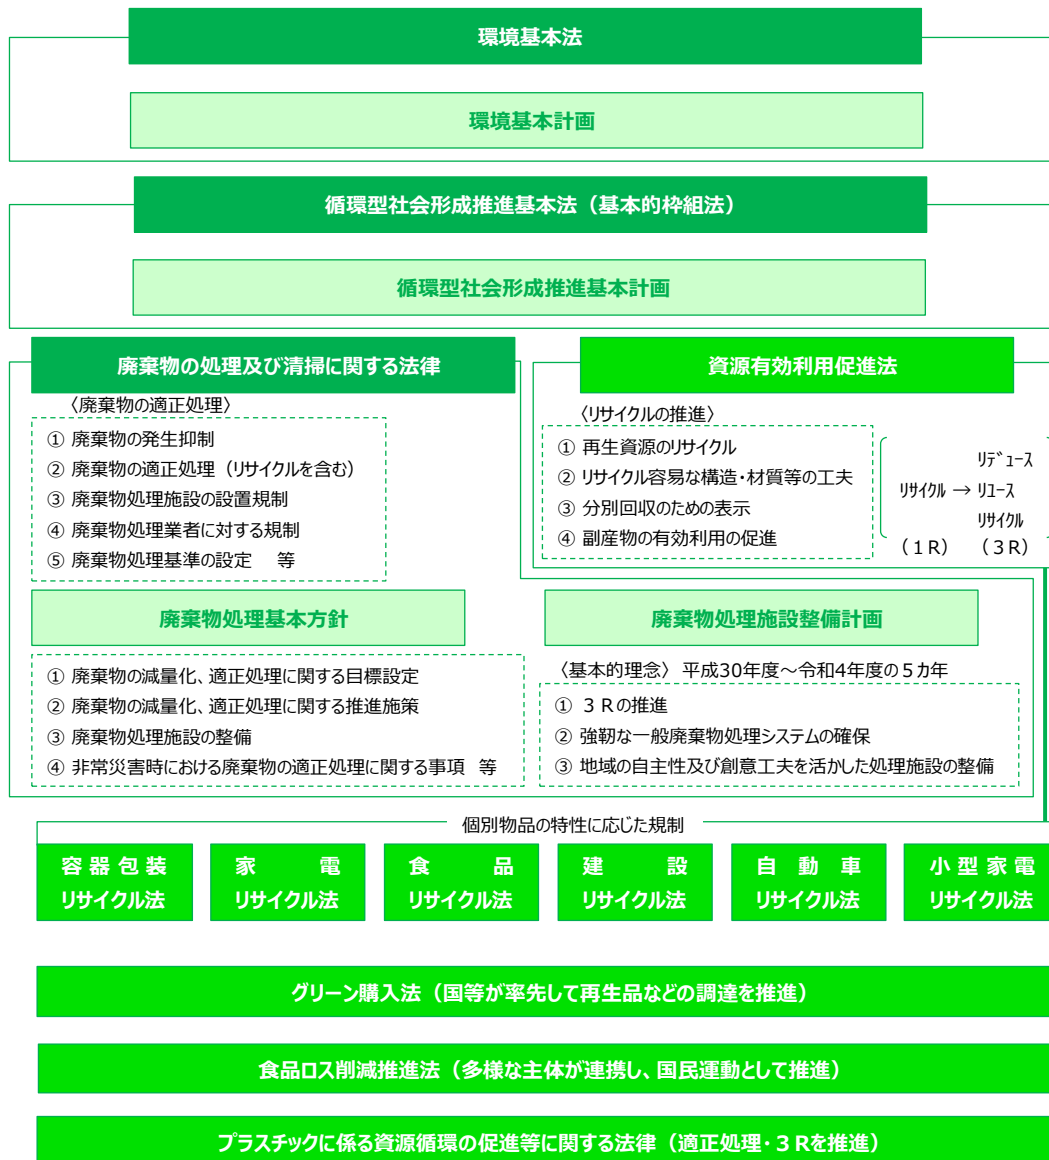 環境基本法
環境基本計画
循環型社会形成推進基本法（基本的枠組法）
循環型社会形成推進基本計画
廃棄物の処理及び清掃に関する法律
〈廃棄物の適正処理〉
① 廃棄物の発生抑制
② 廃棄物の適正処理（リサイクルを含む）
③ 廃棄物処理施設の設置規制
④ 廃棄物処理業者に対する規制
⑤ 廃棄物処理基準の設定　等
資源有効利用促進法
〈リサイクルの推進〉
① 再生資源のリサイクル
② リサイクル容易な構造・材質等の工夫
③ 分別回収のための表示
④ 副産物の有効利用の促進
ﾘﾃﾞｭｰｽ
ﾘｻｲｸﾙ → ﾘﾕｰｽ
ﾘｻｲｸﾙ
（１R）　（３R）
廃棄物処理基本方針
① 廃棄物の減量化、適正処理に関する目標設定
② 廃棄物の減量化、適正処理に関する推進施策
③ 廃棄物処理施設の整備
④ 非常災害時における廃棄物の適正処理に関する事項 等
廃棄物処理施設整備計画
〈基本的理念〉平成30年度～令和4年度の５カ年
① ３Ｒの推進
② 強靭な一般廃棄物処理システムの確保
③ 地域の自主性及び創意工夫を活かした処理施設の整備
個別物品の特性に応じた規制
容器包装
リサイクル法
家電
リサイクル法
食品
リサイクル法
建設
リサイクル法
自動車
リサイクル法
小型家電
リサイクル法
グリーン購入法（国等が率先して再生品などの調達を推進）
食品ロス削減推進法（多様な主体が連携し、国民運動として推進）
プラスチックに係る資源循環の促進等に関する法律（適正処理・３Rを推進）